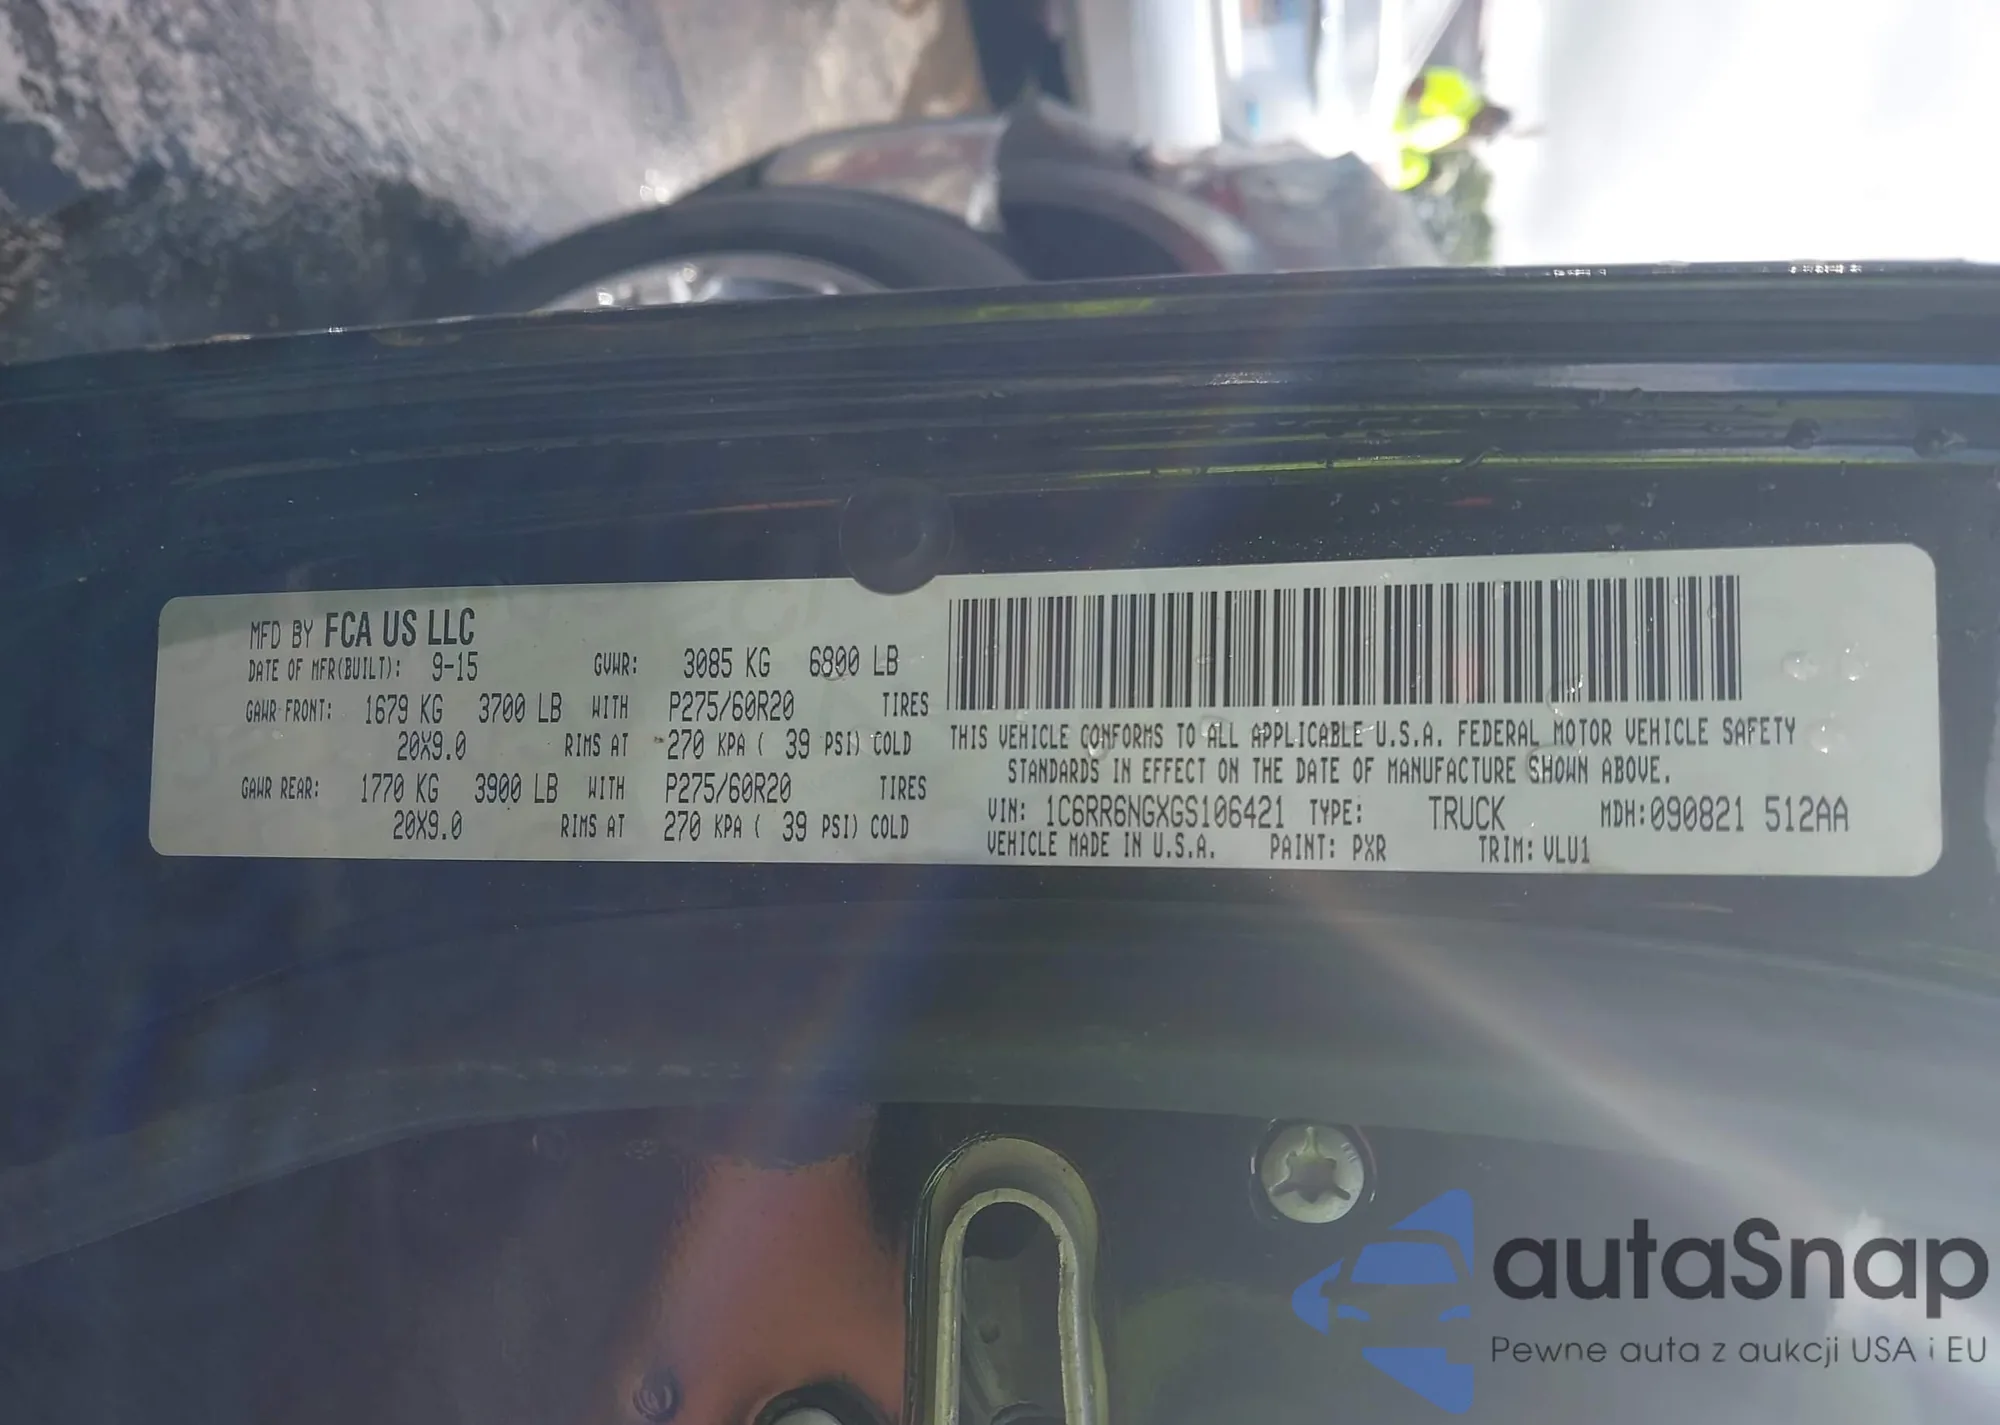 MFD BY FCA US LLC
DATE OF MFR(BUILT): 9-15 GVWR: 3085 KG 6800 LB
GAWR FRONT: 1679 KG 3700 LB WITH P275/60R20 TIRES
20X9.0 RIMS AT 270 KPA ( 39 PSI) COLD
GAWR REAR: 1770 KG 3900 LB WITH P275/60R20 TIRES
20X9.0 RIMS AT 270 KPA ( 39 PSI) COLD
THIS VEHICLE CONFORMS TO ALL APPLICABLE U.S.A. FEDERAL MOTOR VEHICLE SAFETY
STANDARDS IN EFFECT ON THE DATE OF MANUFACTURE SHOWN ABOVE.
VIN: 1C6RR6NGXGS106421 TYPE: TRUCK MDH:090821 512AA
VEHICLE MADE IN U.S.A. PAINT: PXR TRIM: VLU1
autaSnap
Pewne auta z aukcji USA i EU